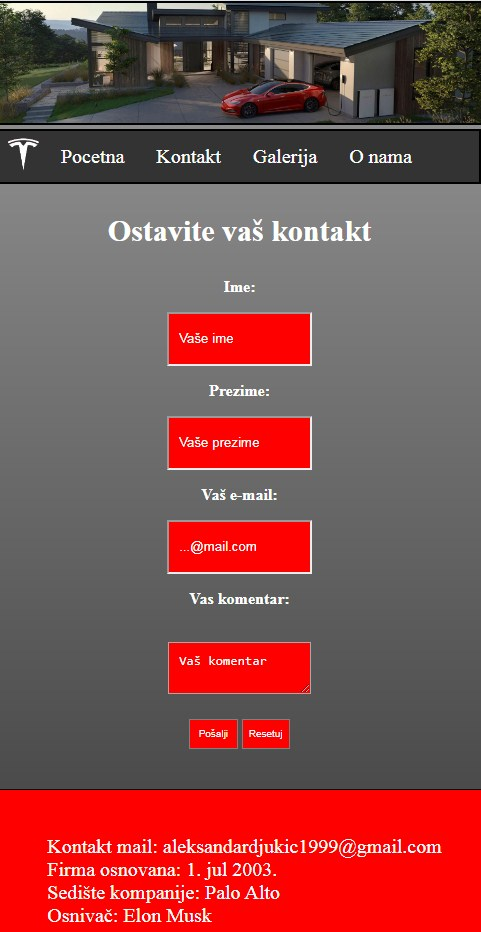 Pocetna Kontakt Galerija O nama
Ostavite vaš kontakt
Ime:
Vaše ime
Prezime:
Vaše prezime
Vaš e-mail:
...@mail.com
Vas komentar:
Vaš komentar
Pošalji Resetuj
Kontakt mail: aleksandardjukic1999@gmail.com
Firma osnovana: 1. jul 2003.
Sedište kompanije: Palo Alto
Osnivač: Elon Musk